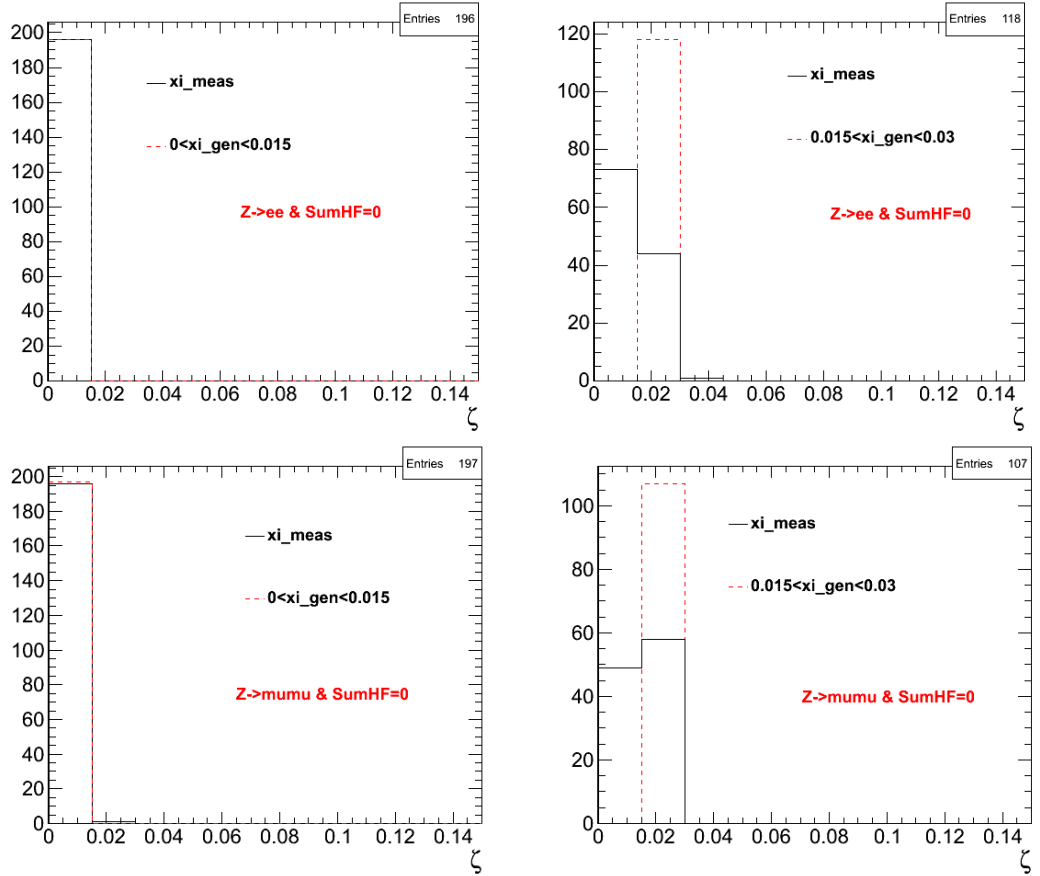 Entries 196
200
180
160
140
120
100
80
60
40
20
0
xi_meas
0<xi_gen<0.015
Z->ee & SumHF=0
0 0.02 0.04 0.06 0.08 0.1 0.12 0.14
ζ
Entries 118
120
100
80
60
40
20
0
xi_meas
0.015<xi_gen<0.03
Z->ee & SumHF=0
0 0.02 0.04 0.06 0.08 0.1 0.12 0.14
ζ
Entries 197
200
180
160
140
120
100
80
60
40
20
0
xi_meas
0<xi_gen<0.015
Z->mumu & SumHF=0
0 0.02 0.04 0.06 0.08 0.1 0.12 0.14
ζ
Entries 107
100
80
60
40
20
0
xi_meas
0.015<xi_gen<0.03
Z->mumu & SumHF=0
0 0.02 0.04 0.06 0.08 0.1 0.12 0.14
ζ